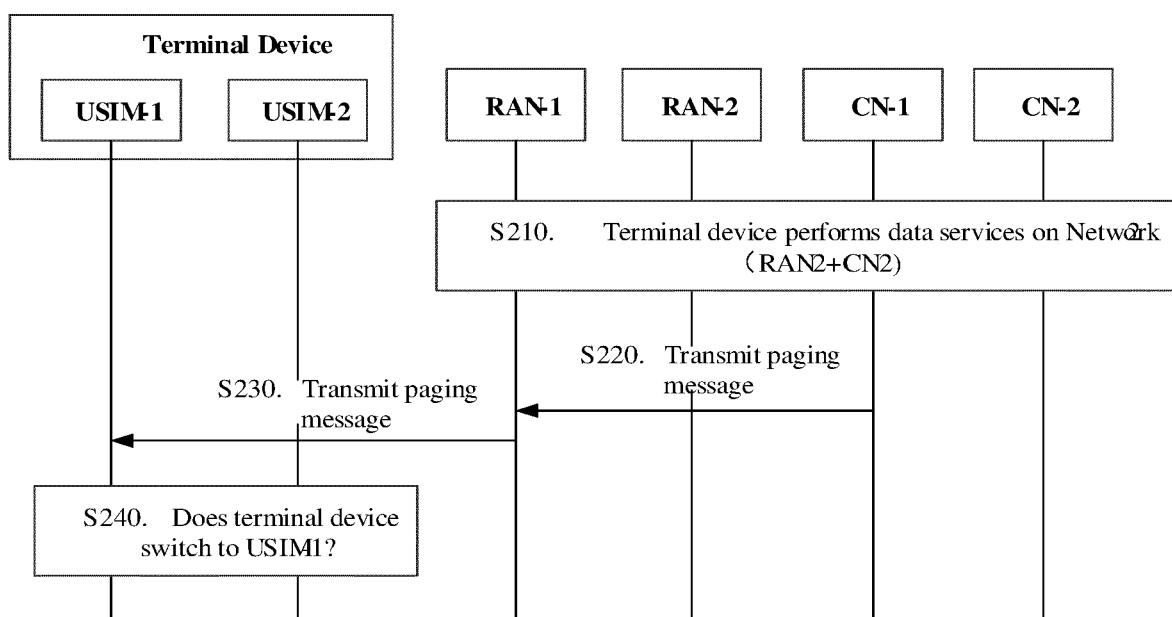 Terminal Device
USIM-1
USIM-2
RAN-1
RAN-2
CN-1
CN-2
S210. Terminal device performs data services on Network2
（RAN2+CN2)
S220. Transmit paging
message
S230. Transmit paging
message
S240. Does terminal device
switch to USIM1?